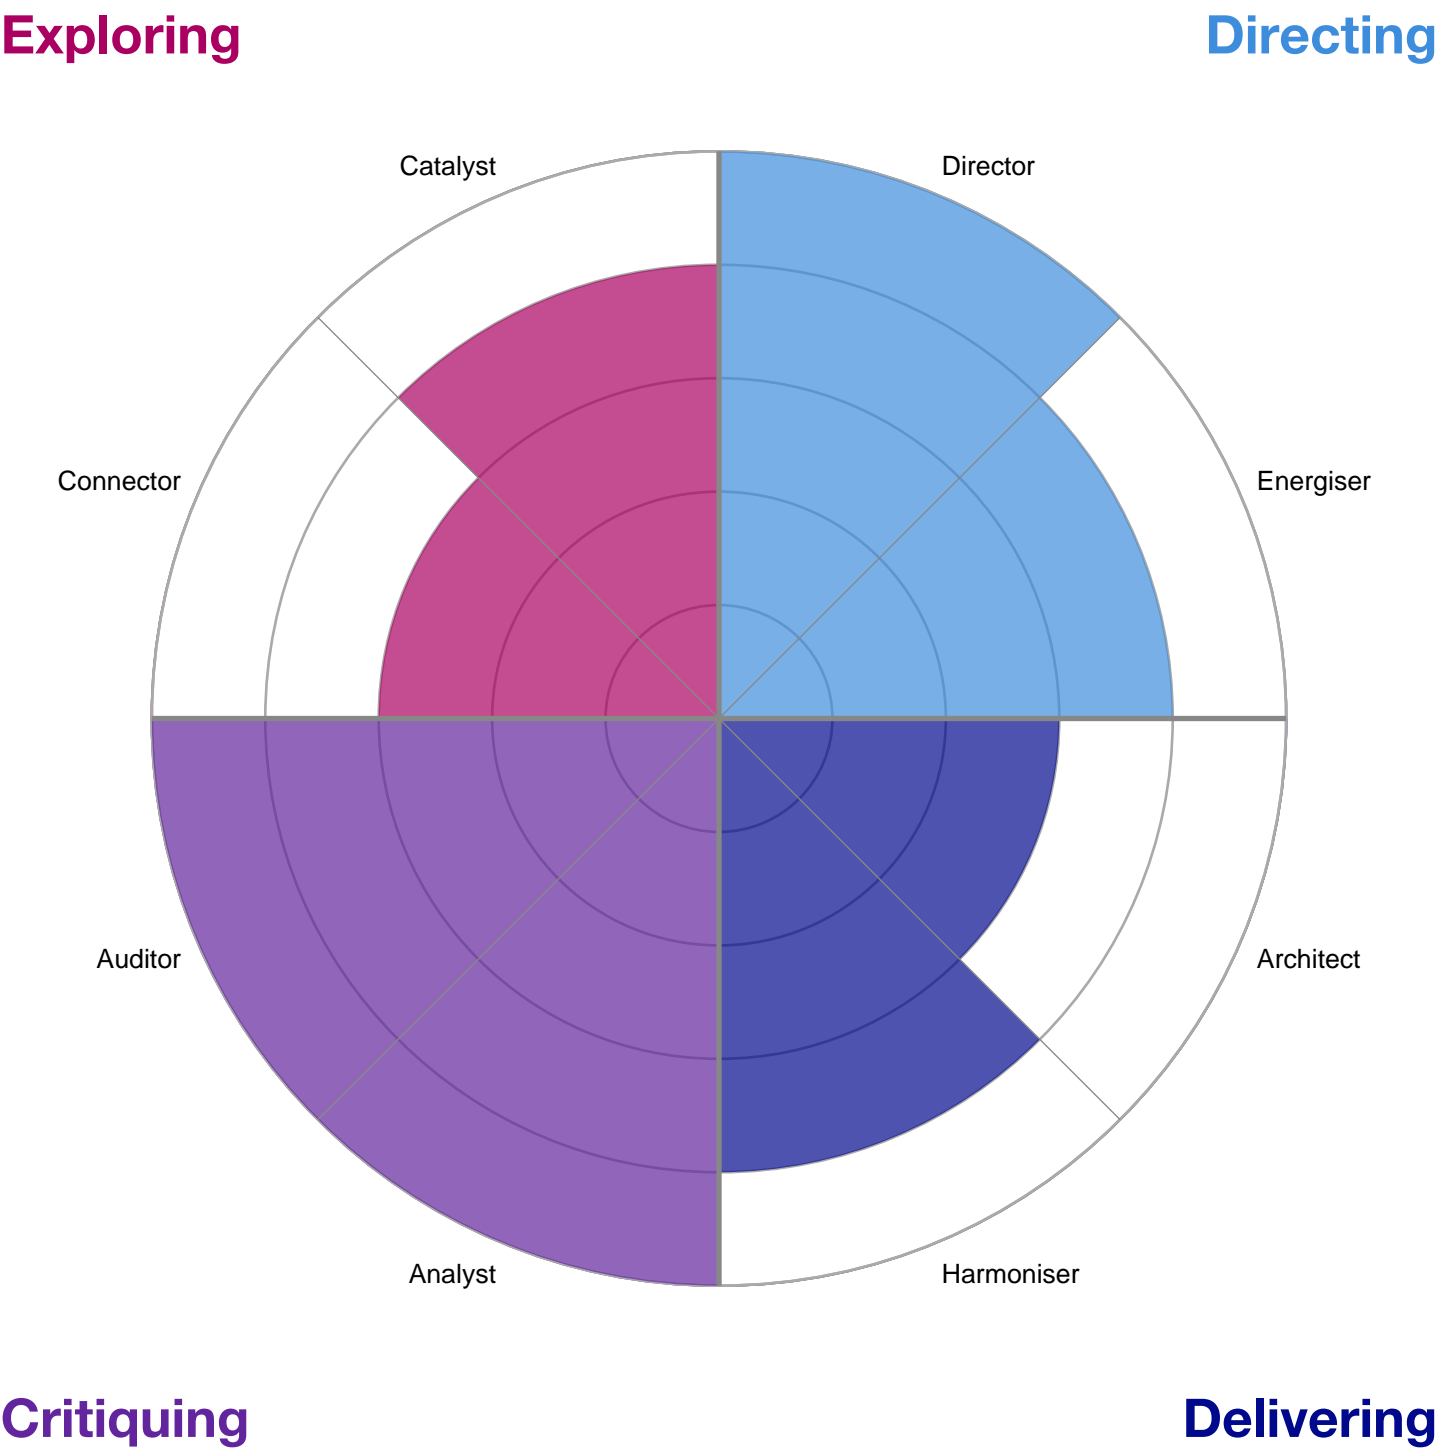 Exploring
Directing
Catalyst
Director
Connector
Energiser
Auditor
Architect
Analyst
Harmoniser
Critiquing
Delivering